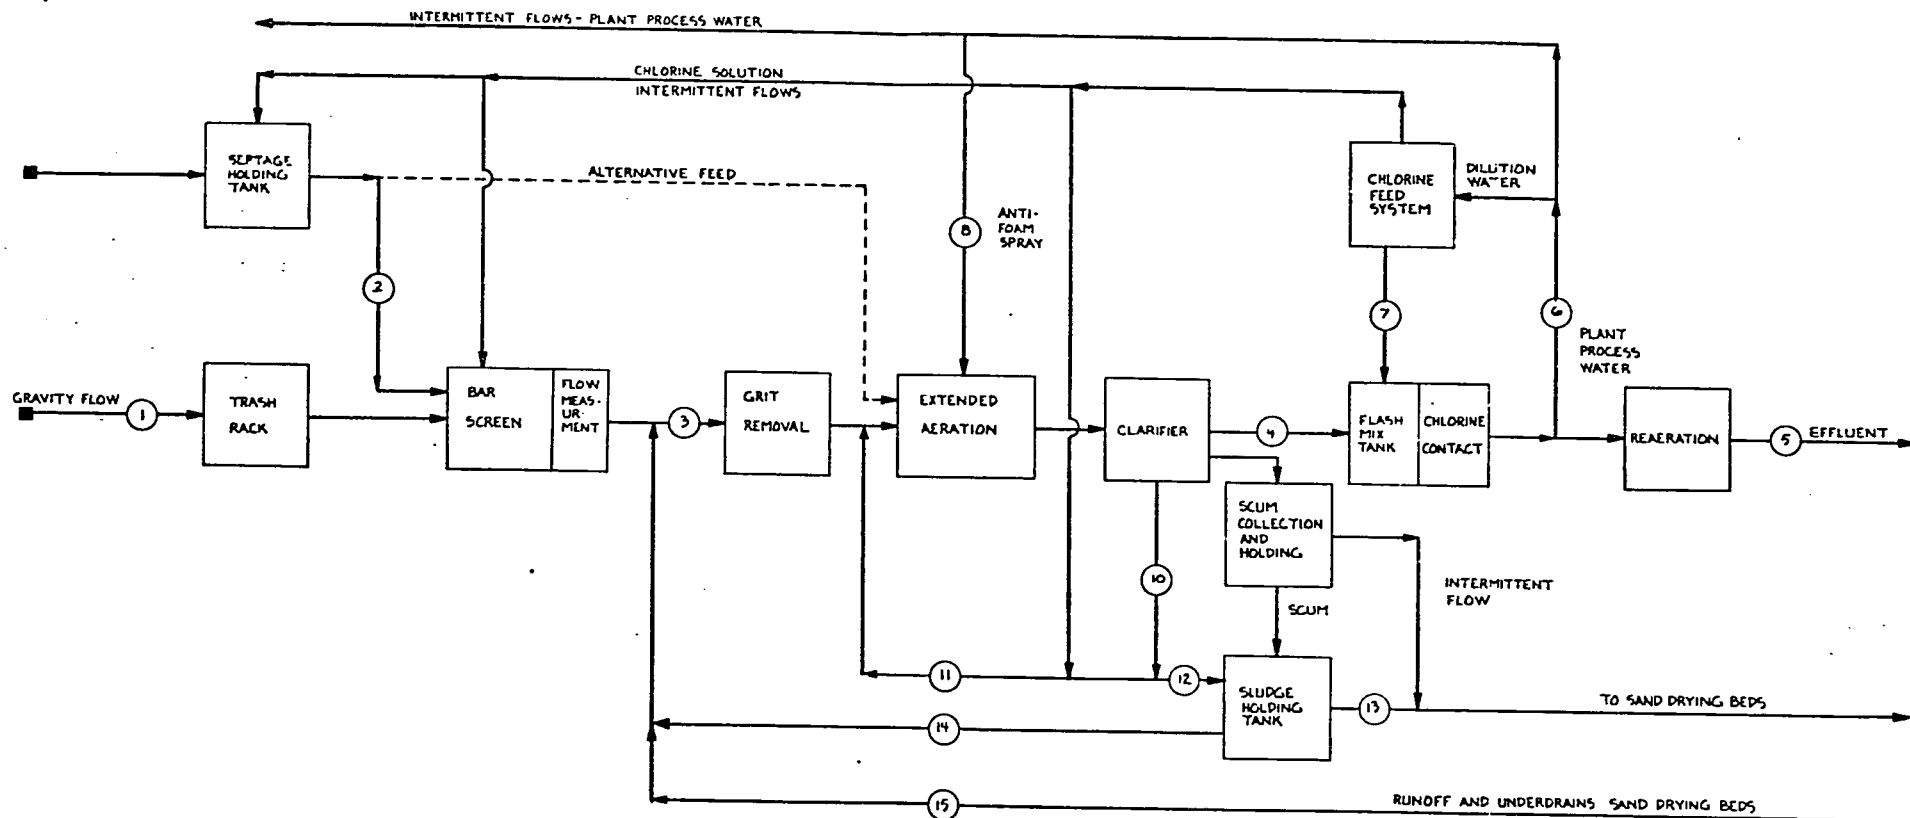 INTERMITTENT FLOWS - PLANT PROCESS WATER
CHLORINE SOLUTION
INTERMITTENT FLOWS
SEPTAGE
HOLDING
TANK
ALTERNATIVE FEED
CHLORINE
FEED
SYSTEM
DILUTION
WATER
8
ANTI-
FOAM
SPRAY
2
7
6
PLANT
PROCESS
WATER
GRAVITY FLOW
1
TRASH
RACK
BAR
SCREEN
FLOW
MEAS-
UR-
MENT
3
GRIT
REMOVAL
EXTENDED
AERATION
CLARIFIER
4
FLASH
MIX
TANK
CHLORINE
CONTACT
REAERATION
5
EFFLUENT
SCUM
COLLECTION
AND
HOLDING
10
INTERMITTENT
FLOW
SCUM
11
12
SLUDGE
HOLDING
TANK
13
TO SAND DRYING BEDS
14
15
RUNOFF AND UNDERDRAINS SAND DRYING BEDS